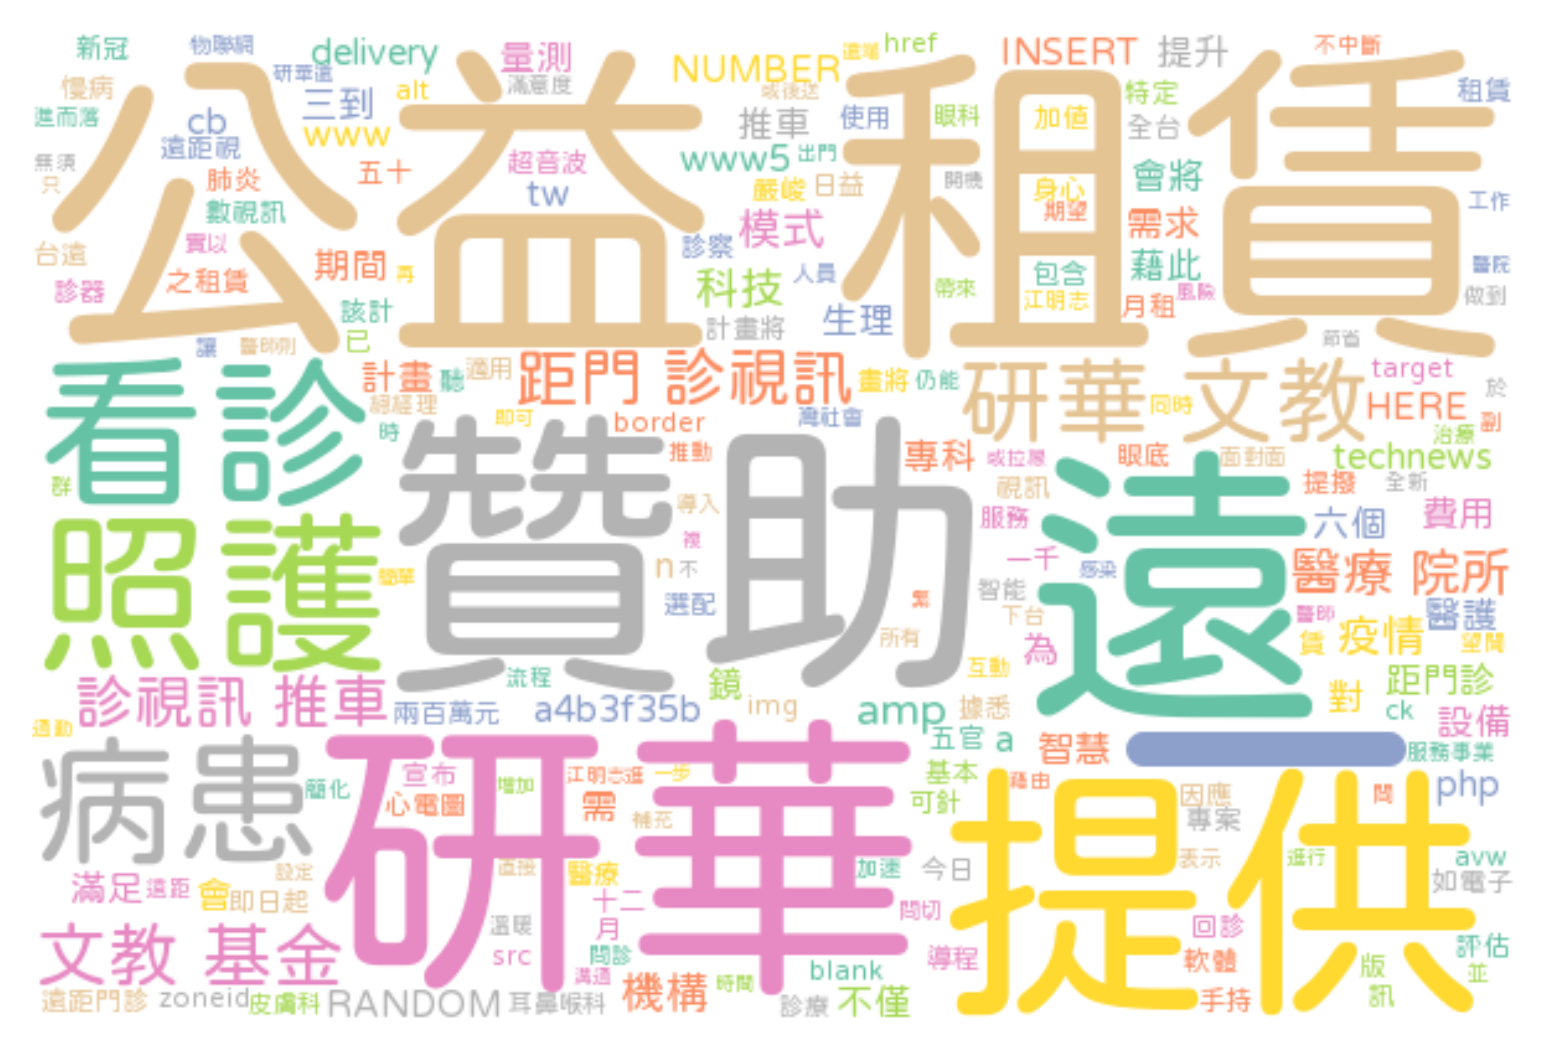 新冠 物聯網 delivery 量測 NUMBER 遠端 href INSERT 提升 不中斷
慢病 研華遠 alt 滿意度 或後送 特定 租賃
公益 租賃
進而落 cb 三到 www 推車 使用 眼科 加值 全台
無須 遠距視 五十 超音波 www5 出門 會將
只 肺炎 tw 嚴峻 日益 開機 身心 工作
數視訊 模式 期望 需求
台遠 實以 期間 再 診察 科技 人員 包含 藉此 醫院
診器 之租賃 該計 計畫將 生理 帶來 江明志 月租 風險 做到
讓 醫師則 已 節省
看診 計畫 聽 適用 距門 診視訊 畫將 仍能 研華 文教 target 於
總經理 即可 border 灣社會 同時 HERE 副
時 推動 專科 或拉履 眼底 面對面 technews 治療
群 贊助 導入 視訊 遠 提撥 全新
照護 複 服務 六個 費用
簡單 n 不 一千 感染 醫療 院所
選配 繁 智能 下台 醫師 醫護
所有 為 賃 疫情 望聞
流程 鏡 互動 距門診
診視訊 推車 兩百萬元 a4b3f35b img amp 據悉 對 ck 設備
通勤 五官 a 智慧 服務事業
病患 研華 宣布 江明志進 一步 基本 藉由 提供 php
簡化 心電圖 增加 需 可針 因應 問
補充 專案
設定 直接 醫療 加速 今日 表示 進行 avw
滿足 遠距 會 即日起 十二 問切 如電子
文教 基金 溫暖 月 回診 評估
src 問診 blank 導程 軟體 版 並
遠距門診 zoneid 皮膚科 RANDOM 耳鼻喉科 溝通 機構 時間 診療 不僅 手持 訊